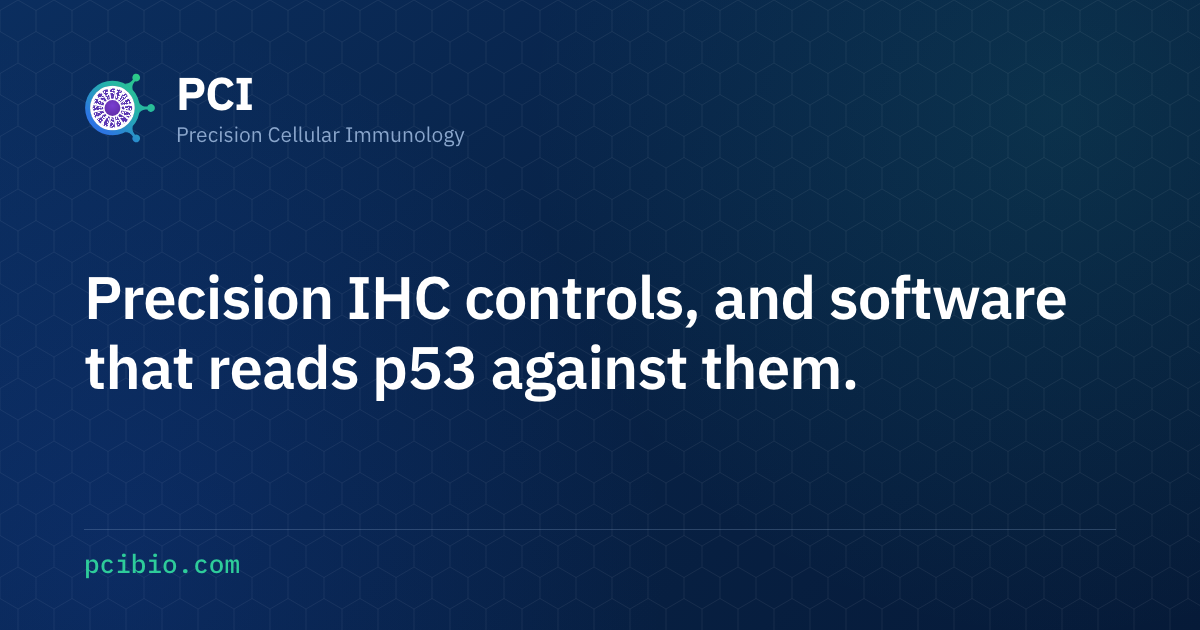 PCI
Precision Cellular Immunology
Precision IHC controls, and software
that reads p53 against them.
pcibio.com